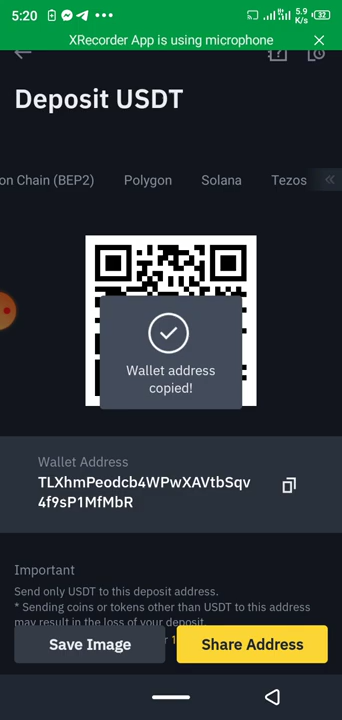 5:20
5.9
K/s
32
XRecorder App is using microphone
Deposit USDT
on Chain (BEP2) Polygon Solana Tezos
Wallet address
copied!
Wallet Address
TLXhmPeodcb4WPwXAVtbSqv
4f9sP1MfMbR
Important
Send only USDT to this deposit address.
* Sending coins or tokens other than USDT to this address
may result in the loss of your deposit.
Save Image
Share Address